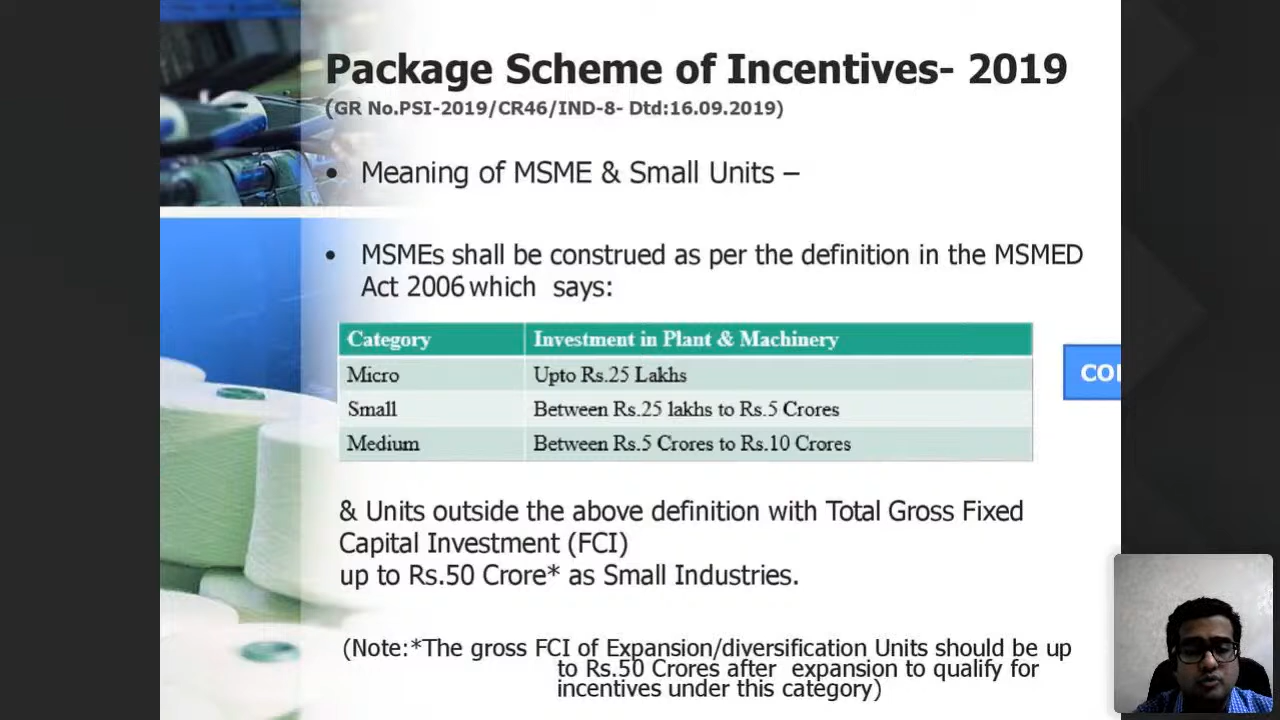 Package Scheme of Incentives- 2019
(GR No.PSI-2019/CR46/IND-8- Dtd:16.09.2019)
• Meaning of MSME & Small Units –
• MSMEs shall be construed as per the definition in the MSMED
Act 2006 which says:
Category Investment in Plant & Machinery
Micro Upto Rs.25 Lakhs
Small Between Rs.25 lakhs to Rs.5 Crores
Medium Between Rs.5 Crores to Rs.10 Crores
& Units outside the above definition with Total Gross Fixed
Capital Investment (FCI)
up to Rs.50 Crore* as Small Industries.
(Note:*The gross FCI of Expansion/diversification Units should be up
to Rs.50 Crores after expansion to qualify for
incentives under this category)